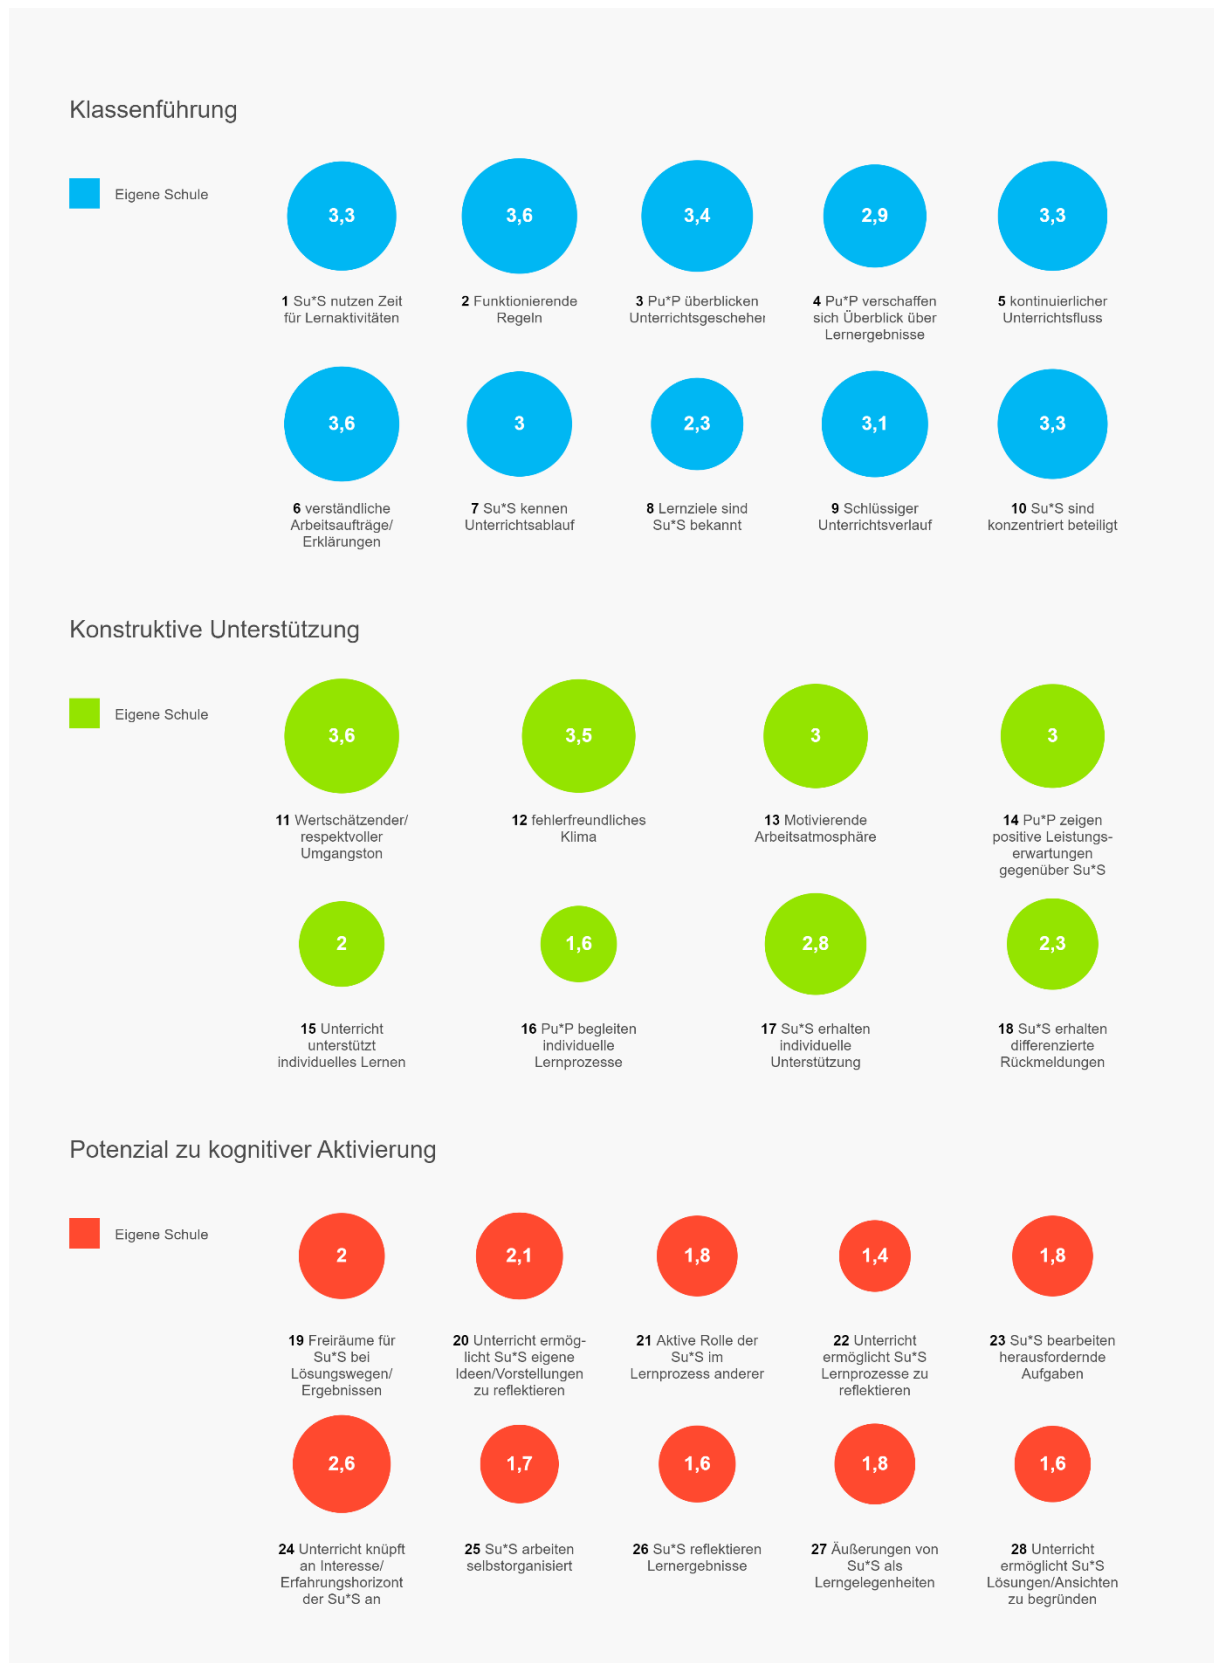 Klassenführung
Eigene Schule
3,3
3,6
3,4
2,9
3,3
1 Su*S nutzen Zeit
für Lernaktivitäten
2 Funktionierende
Regeln
3 Pu*P überblicken
Unterrichtsgeschehen
4 Pu*P verschaffen
sich Überblick über
Lernergebnisse
5 kontinuierlicher
Unterrichtsfluss
3,6
3
2,3
3,1
3,3
6 verständliche
Arbeitsaufträge/
Erklärungen
7 Su*S kennen
Unterrichtsablauf
8 Lernziele sind
Su*S bekannt
9 Schlüssiger
Unterrichtsverlauf
10 Su*S sind
konzentriert beteiligt
Konstruktive Unterstützung
Eigene Schule
3,6
3,5
3
3
11 Wertschätzender/
respektvoller
Umgangston
12 fehlerfreundliches
Klima
13 Motivierende
Arbeitsatmosphäre
14 Pu*P zeigen
positive Leistungs-
erwartungen
gegenüber Su*S
2
1,6
2,8
2,3
15 Unterricht
unterstützt
individuelles Lernen
16 Pu*P begleiten
individuelle
Lernprozesse
17 Su*S erhalten
individuelle
Unterstützung
18 Su*S erhalten
differenzierte
Rückmeldungen
Potenzial zu kognitiver Aktivierung
Eigene Schule
2
2,1
1,8
1,4
1,8
19 Freiräume für
Su*S bei
Lösungswegen/
Ergebnissen
20 Unterricht ermög-
licht Su*S eigene
Ideen/Vorstellungen
zu reflektieren
21 Aktive Rolle der
Su*S im
Lernprozess anderer
22 Unterricht
ermöglicht Su*S
Lernprozesse zu
reflektieren
23 Su*S bearbeiten
herausfordernde
Aufgaben
2,6
1,7
1,6
1,8
1,6
24 Unterricht knüpft
an Interesse/
Erfahrungshorizont
der Su*S an
25 Su*S arbeiten
selbstorganisiert
26 Su*S reflektieren
Lernergebnisse
27 Äußerungen von
Su*S als
Lerngelegenheiten
28 Unterricht
ermöglicht Su*S
Lösungen/Ansichten
zu begründen